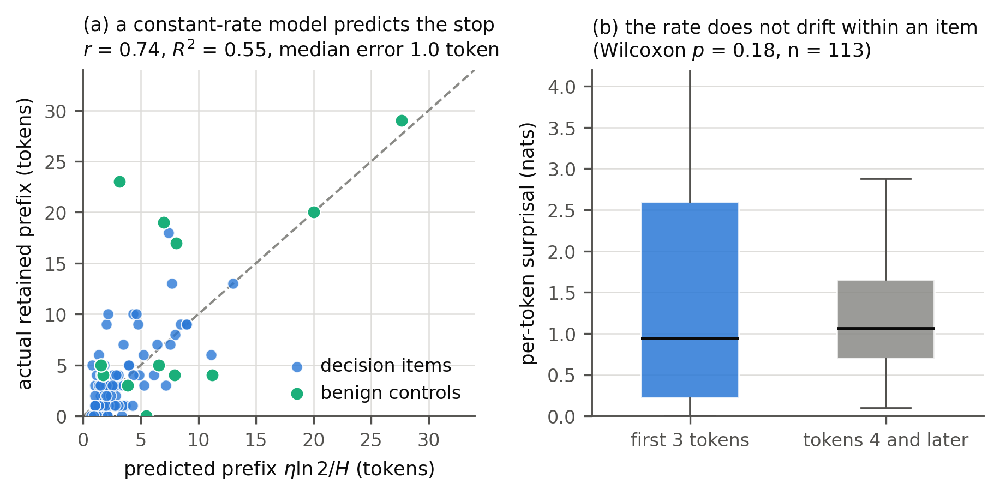 (a) a constant-rate model predicts the stop
r = 0.74, R² = 0.55, median error 1.0 token
actual retained prefix (tokens)
30
25
20
15
10
5
0
decision items
benign controls
0 5 10 15 20 25 30
predicted prefix η ln 2/H (tokens)
(b) the rate does not drift within an item
(Wilcoxon p = 0.18, n = 113)
per-token surprisal (nats)
4.0
3.5
3.0
2.5
2.0
1.5
1.0
0.5
0.0
first 3 tokens tokens 4 and later